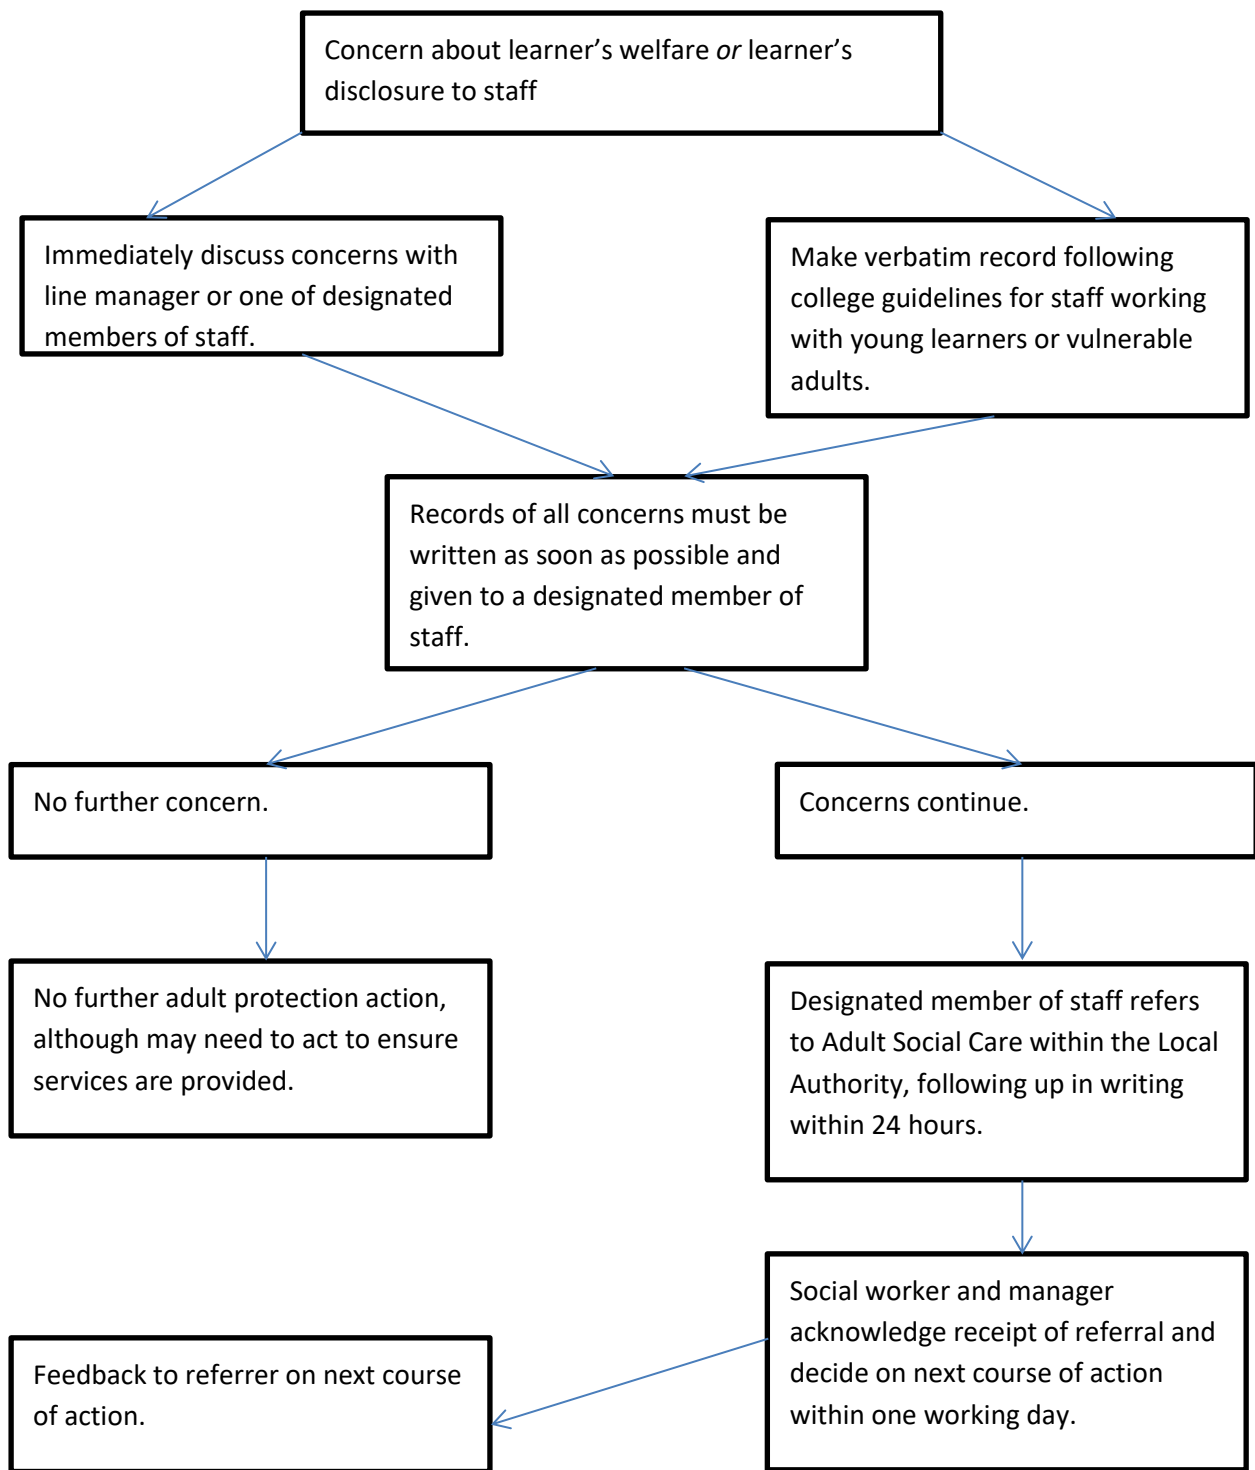 Concern about learner’s welfare or learner’s
disclosure to staff
Immediately discuss concerns with
line manager or one of designated
members of staff.
Make verbatim record following
college guidelines for staff working
with young learners or vulnerable
adults.
Records of all concerns must be
written as soon as possible and
given to a designated member of
staff.
No further concern.
Concerns continue.
No further adult protection action,
although may need to act to ensure
services are provided.
Designated member of staff refers
to Adult Social Care within the Local
Authority, following up in writing
within 24 hours.
Social worker and manager
acknowledge receipt of referral and
decide on next course of action
within one working day.
Feedback to referrer on next course
of action.